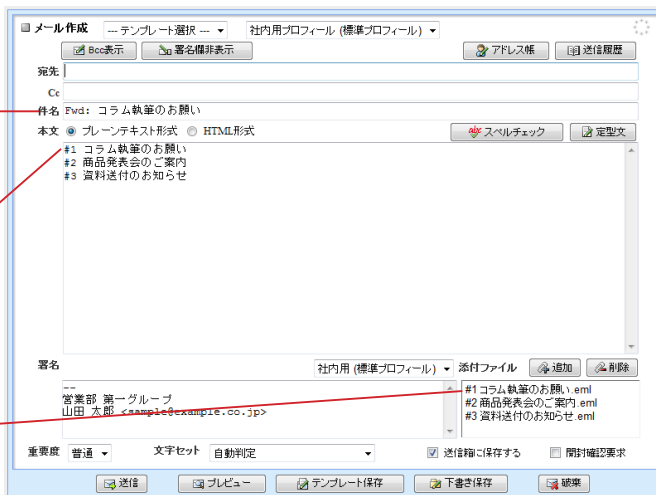 メール作成 --- テンプレート選択 --- 社内用プロフィール (標準プロフィール)
Bcc表示 署名欄非表示 アドレス帳 送信履歴
宛先
Cc
件名 Fwd: コラム執筆のお願い
本文 プレーンテキスト形式 HTML形式 abc スペルチェック 定型文
#1 コラム執筆のお願い
#2 商品発表会のご案内
#3 資料送付のお知らせ
署名 社内用 (標準プロフィール) 添付ファイル 追加 削除
--
営業部 第一グループ
山田 太郎 <sample@example.co.jp>
#1コラム執筆のお願い.eml
#2 商品発表会のご案内.eml
#3 資料送付のお知らせ.eml
重要度 普通 文字セット 自動判定 送信箱に保存する 開封確認要求
送信 プレビュー テンプレート保存 下書き保存 破棄